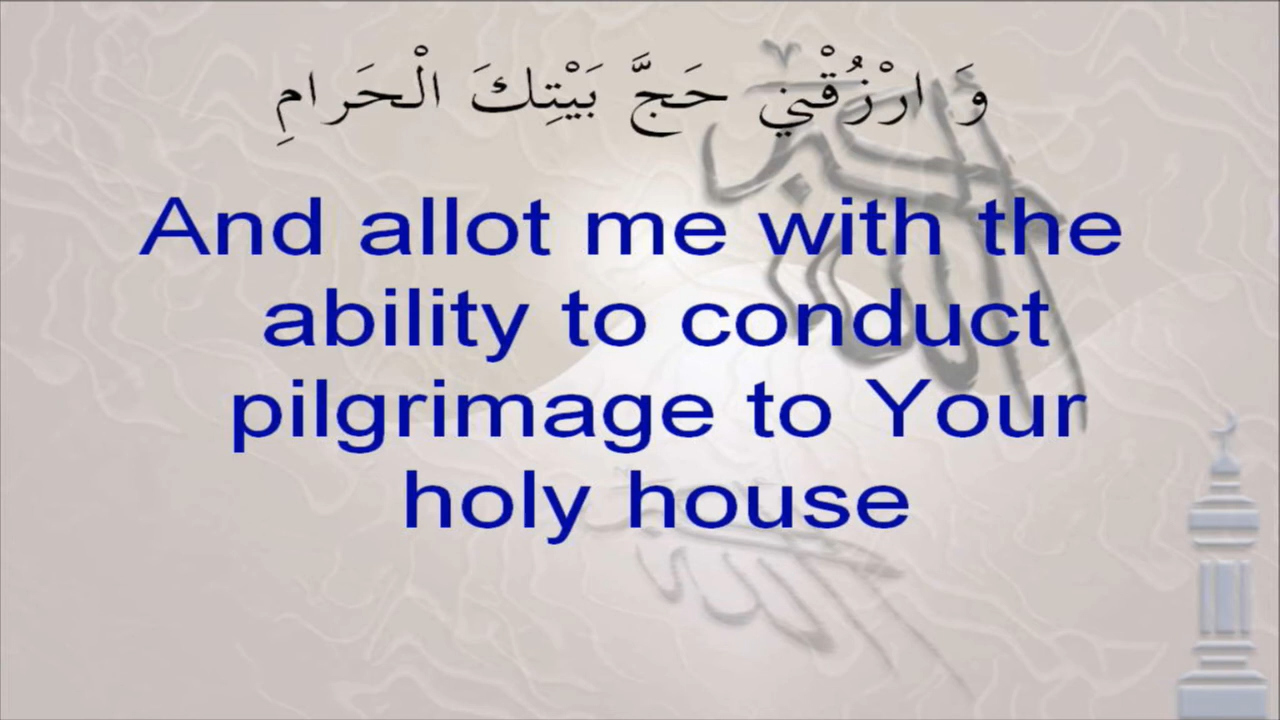 وَ ارْزُقْنِيْ حَجَّ بَيْتِكَ الْحَرامِ
And allot me with the
ability to conduct
pilgrimage to Your
holy house